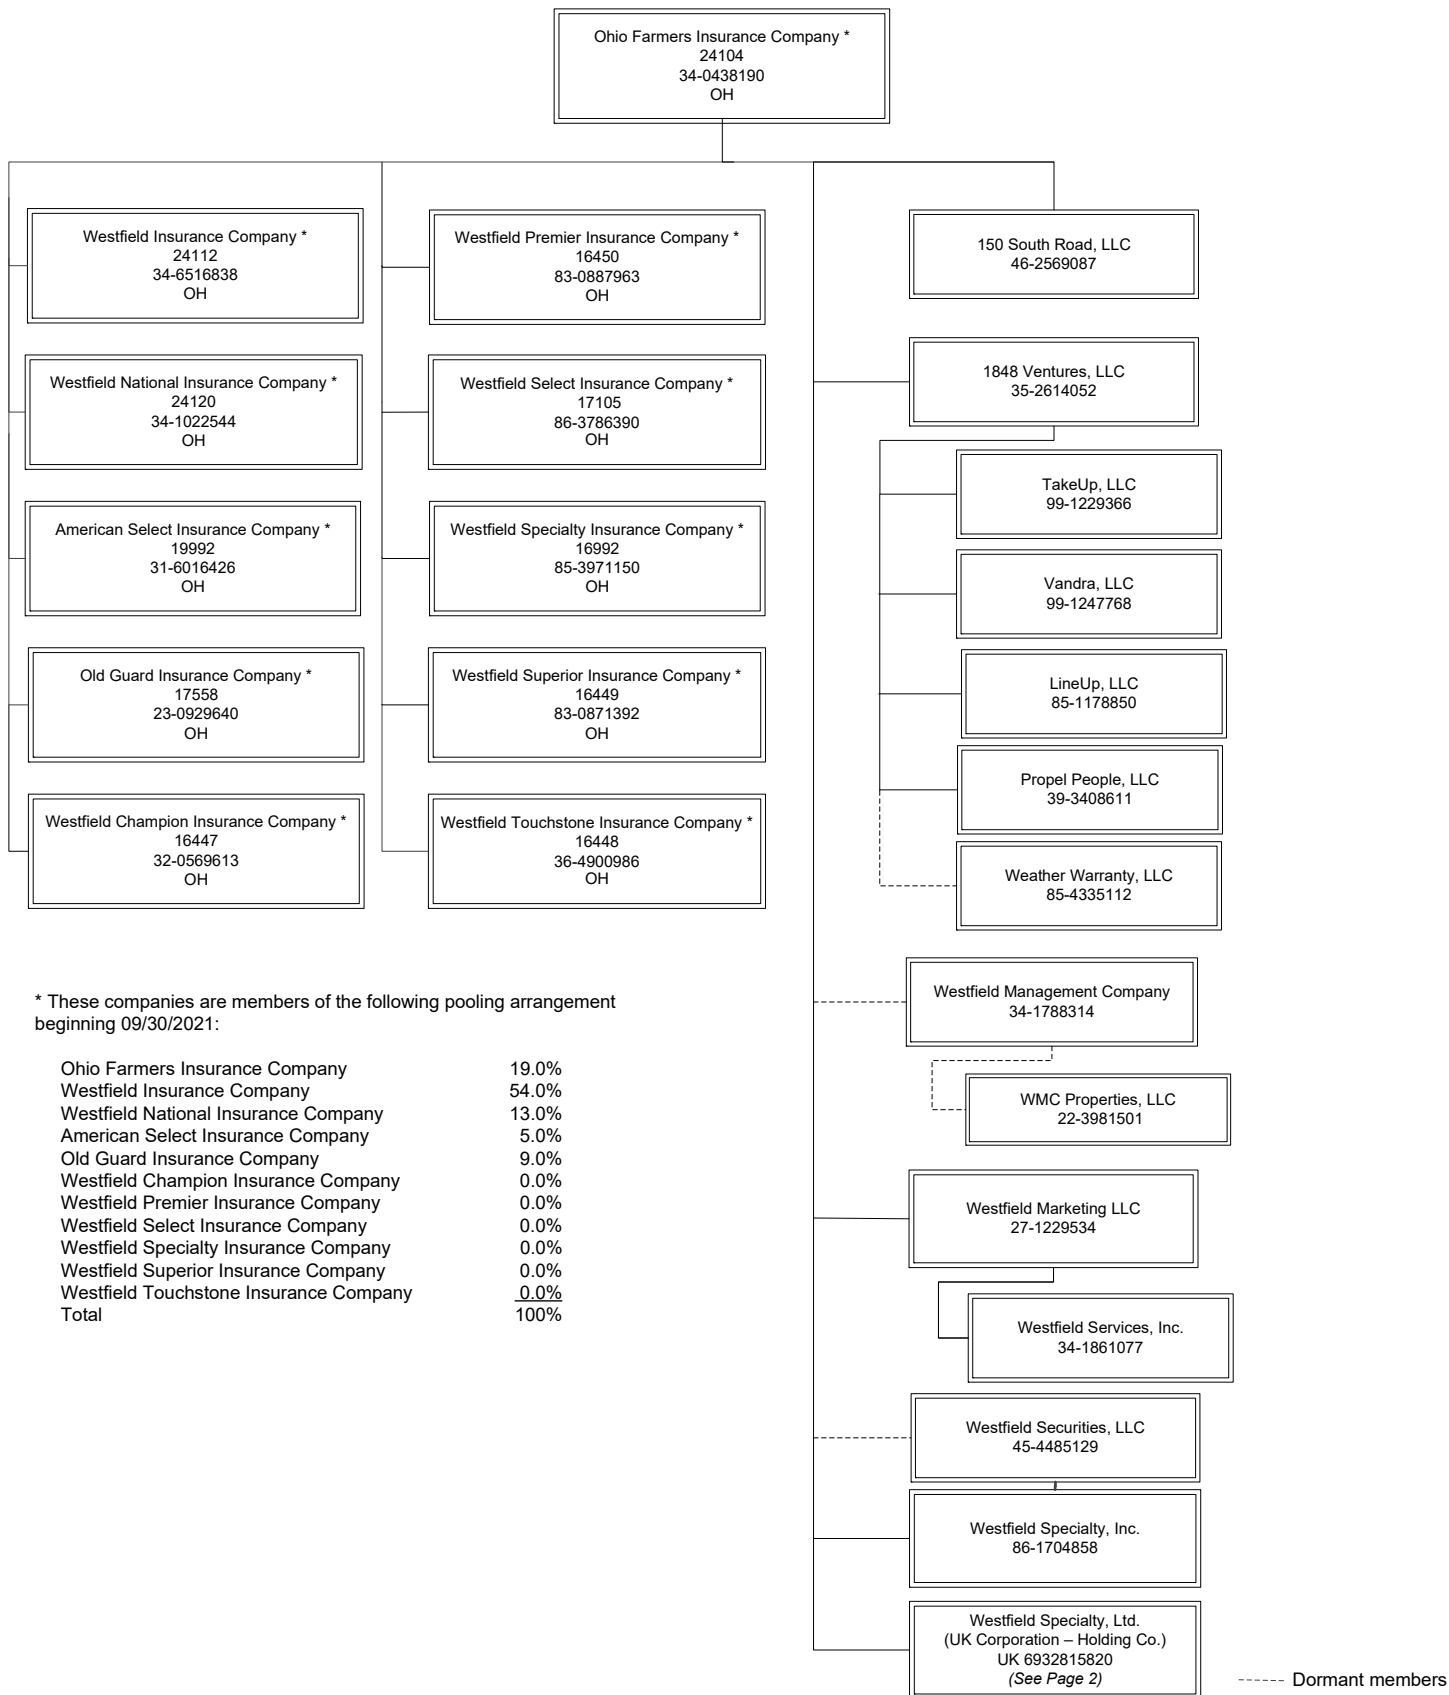 Ohio Farmers Insurance Company *
24104
34-0438190
OH
Westfield Insurance Company *
24112
34-6516838
OH
Westfield National Insurance Company *
24120
34-1022544
OH
American Select Insurance Company *
19992
31-6016426
OH
Old Guard Insurance Company *
17558
23-0929640
OH
Westfield Champion Insurance Company *
16447
32-0569613
OH
Westfield Premier Insurance Company *
16450
83-0887963
OH
Westfield Select Insurance Company *
17105
86-3786390
OH
Westfield Specialty Insurance Company *
16992
85-3971150
OH
Westfield Superior Insurance Company *
16449
83-0871392
OH
Westfield Touchstone Insurance Company *
16448
36-4900986
OH
150 South Road, LLC
46-2569087
1848 Ventures, LLC
35-2614052
TakeUp, LLC
99-1229366
Vandra, LLC
99-1247768
LineUp, LLC
85-1178850
Propel People, LLC
39-3408611
Weather Warranty, LLC
85-4335112
Westfield Management Company
34-1788314
WMC Properties, LLC
22-3981501
Westfield Marketing LLC
27-1229534
Westfield Services, Inc.
34-1861077
Westfield Securities, LLC
45-4485129
Westfield Specialty, Inc.
86-1704858
Westfield Specialty, Ltd.
(UK Corporation – Holding Co.)
UK 6932815820
(See Page 2)
* These companies are members of the following pooling arrangement
beginning 09/30/2021:
Ohio Farmers Insurance Company 19.0%
Westfield Insurance Company 54.0%
Westfield National Insurance Company 13.0%
American Select Insurance Company 5.0%
Old Guard Insurance Company 9.0%
Westfield Champion Insurance Company 0.0%
Westfield Premier Insurance Company 0.0%
Westfield Select Insurance Company 0.0%
Westfield Specialty Insurance Company 0.0%
Westfield Superior Insurance Company 0.0%
Westfield Touchstone Insurance Company 0.0%
Total 100%
Dormant members